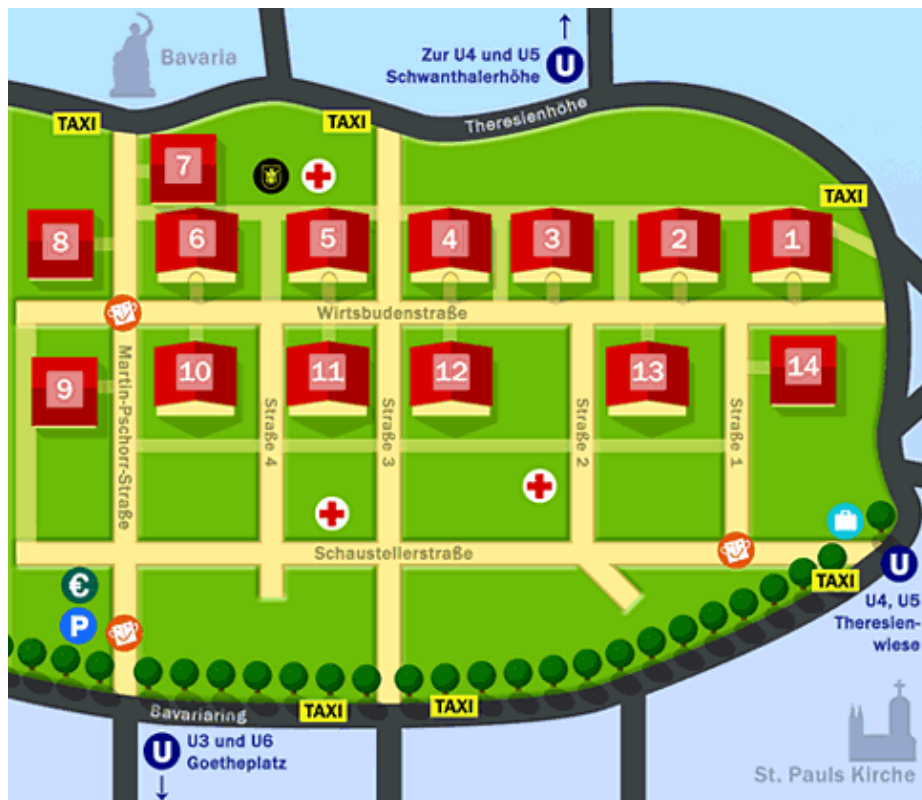 Bavaria
Zur U4 und U5
Schwanthalerhöhe
U
Theresienhöhe
TAXI
TAXI
TAXI
7
8
6
5
4
3
2
1
Wirtsbudenstraße
9
10
11
12
13
14
Martin-Pschorr-Straße
Straße 4
Straße 3
Straße 2
Straße 1
Schaustellerstraße
€
P
TAXI
U
U4, U5
Theresien-
wiese
TAXI
TAXI
Bavariaring
U
U3 und U6
Goetheplatz
St. Pauls Kirche